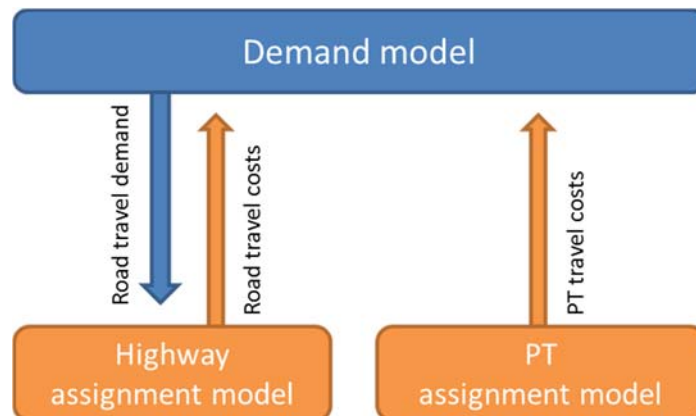 Demand model
Road travel demand
Road travel costs
PT travel costs
Highway
assignment model
PT
assignment model